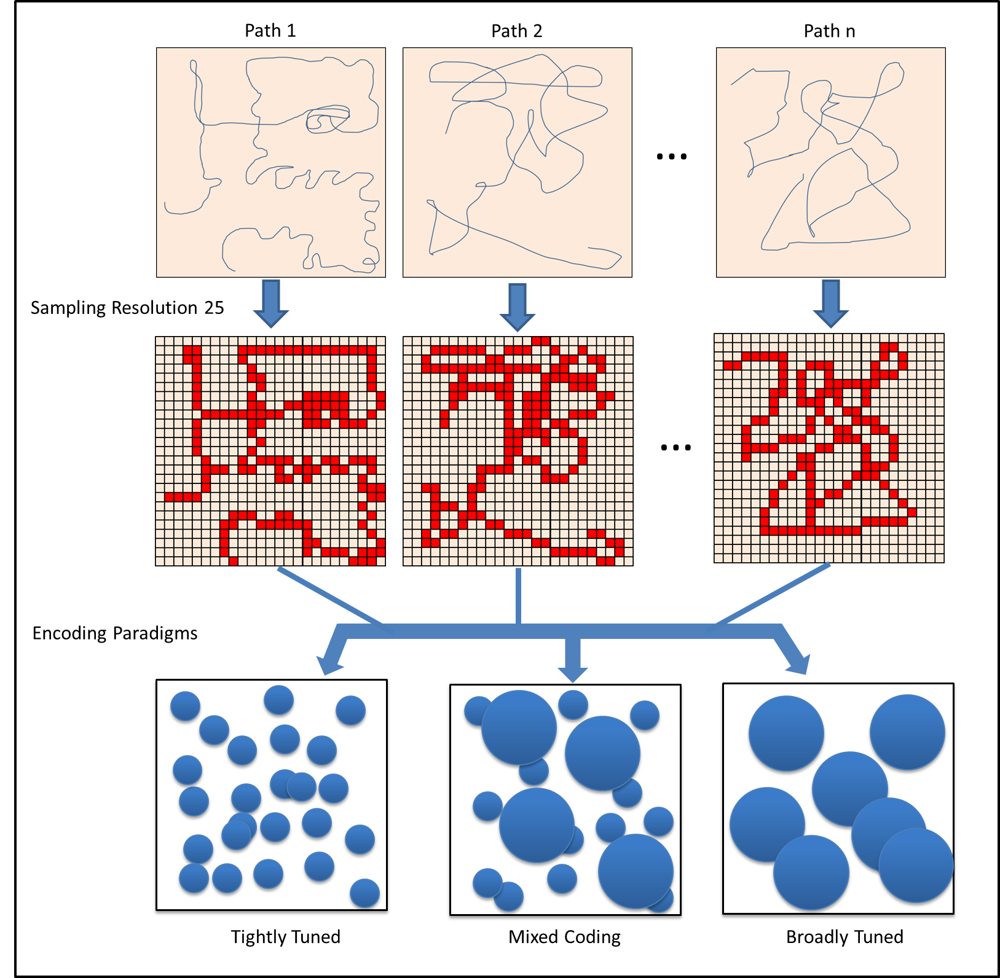 Path 1
Path 2
Path n
...
Sampling Resolution 25
...
Encoding Paradigms
Tightly Tuned
Mixed Coding
Broadly Tuned